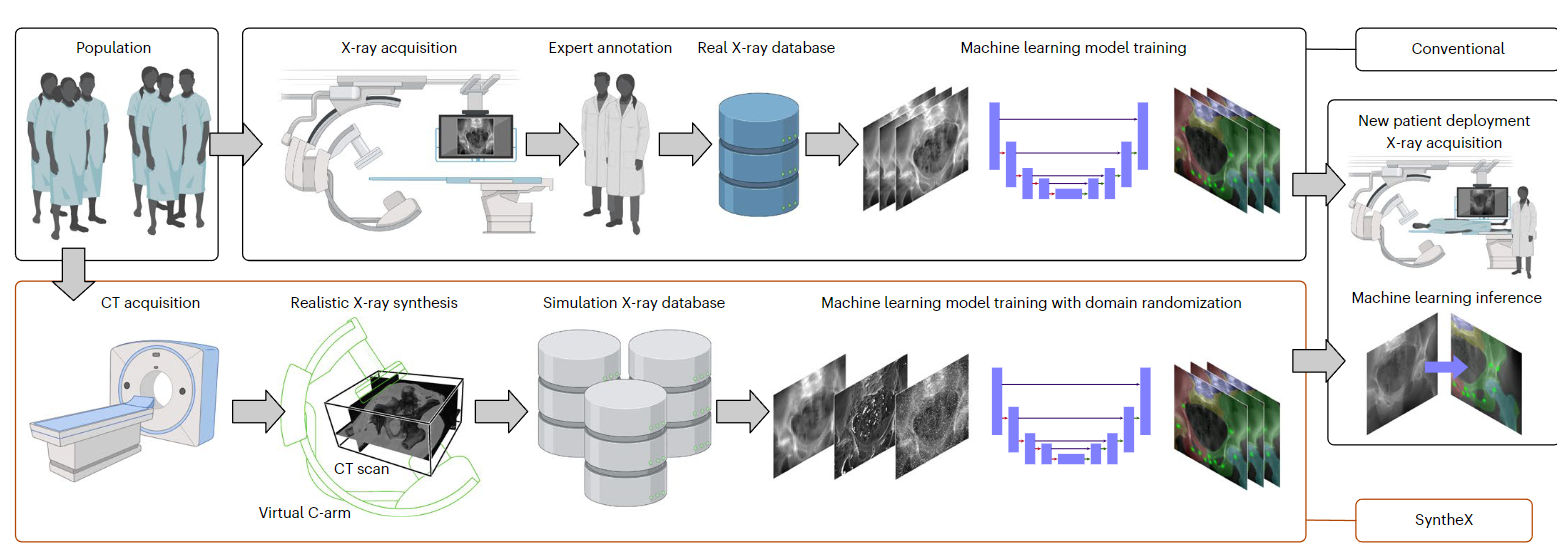 Population
X-ray acquisition
Expert annotation
Real X-ray database
Machine learning model training
Conventional
New patient deployment
X-ray acquisition
Machine learning inference
CT acquisition
Realistic X-ray synthesis
Simulation X-ray database
Machine learning model training with domain randomization
CT scan
Virtual C-arm
SyntheX